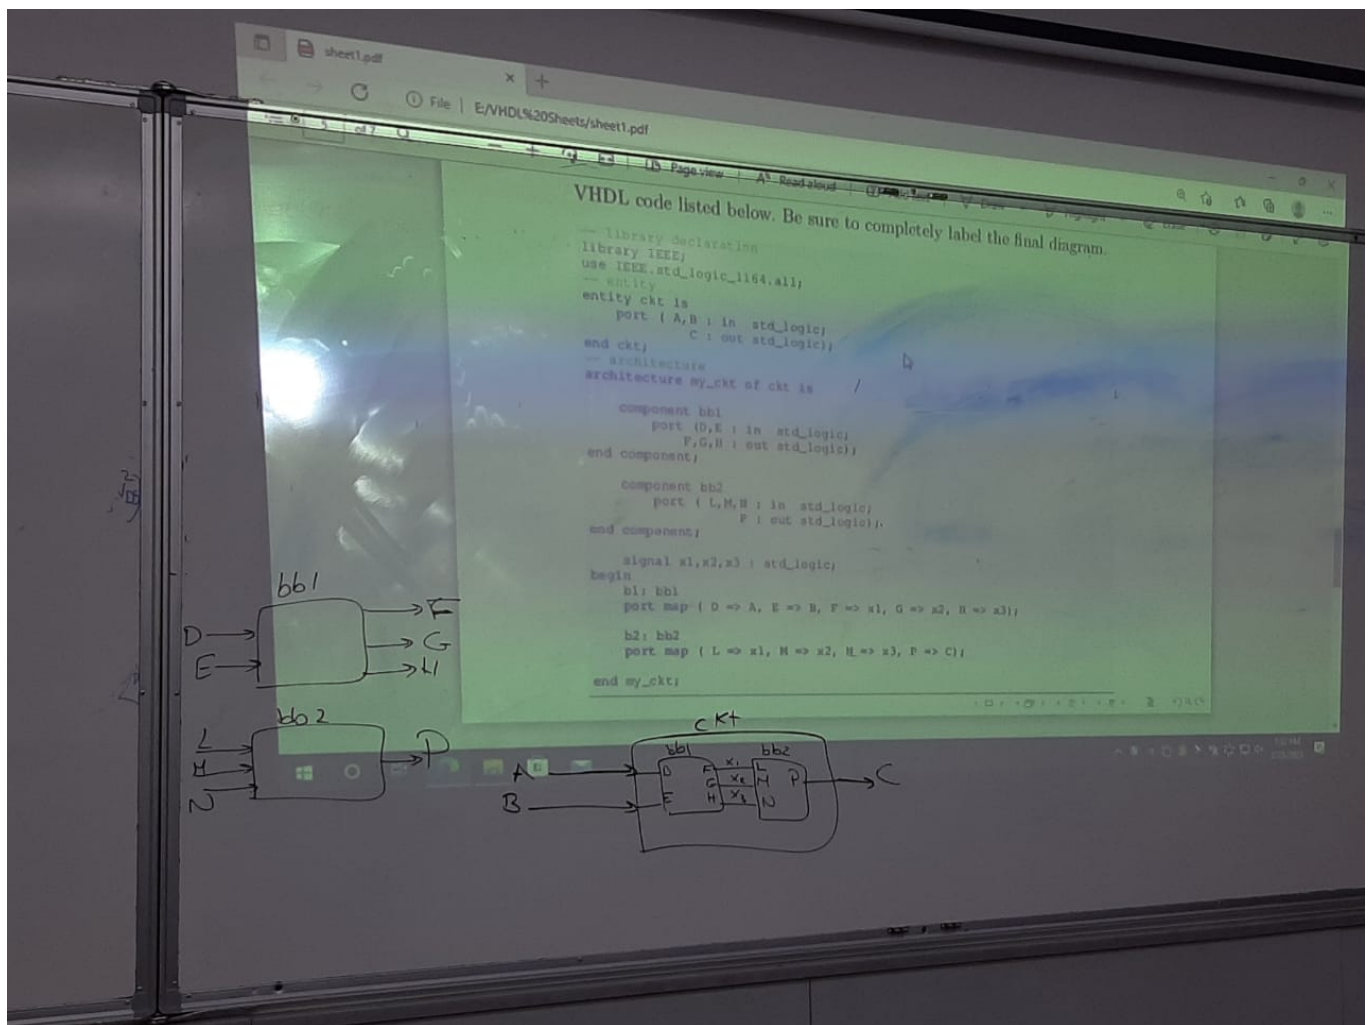 sheet1.pdf
File | E:/VHDL%20Sheets/sheet1.pdf
5 of 7
Page view | Read aloud
VHDL code listed below. Be sure to completely label the final diagram.
-- library declaration
library IEEE;
use IEEE.std_logic_1164.all;
-- entity
entity ckt is
port ( A,B : in std_logic;
C : out std_logic);
end ckt;
-- architecture
architecture my_ckt of ckt is
component bb1
port (D,E : in std_logic;
F,G,H : out std_logic);
end component;
component bb2
port ( L,M,N : in std_logic;
P : out std_logic);
end component;
signal x1,x2,x3 : std_logic;
begin
b1: bb1
port map ( D => A, E => B, F => x1, G => x2, H => x3);
b2: bb2
port map ( L => x1, M => x2, N => x3, P => C);
end my_ckt;
bb1
D
E
F
G
H
bb2
L
M
N
P
CKt
bb1 bb2
A
B
D
E
F
G
H
x1
x2
x3
L
M
N
P
C